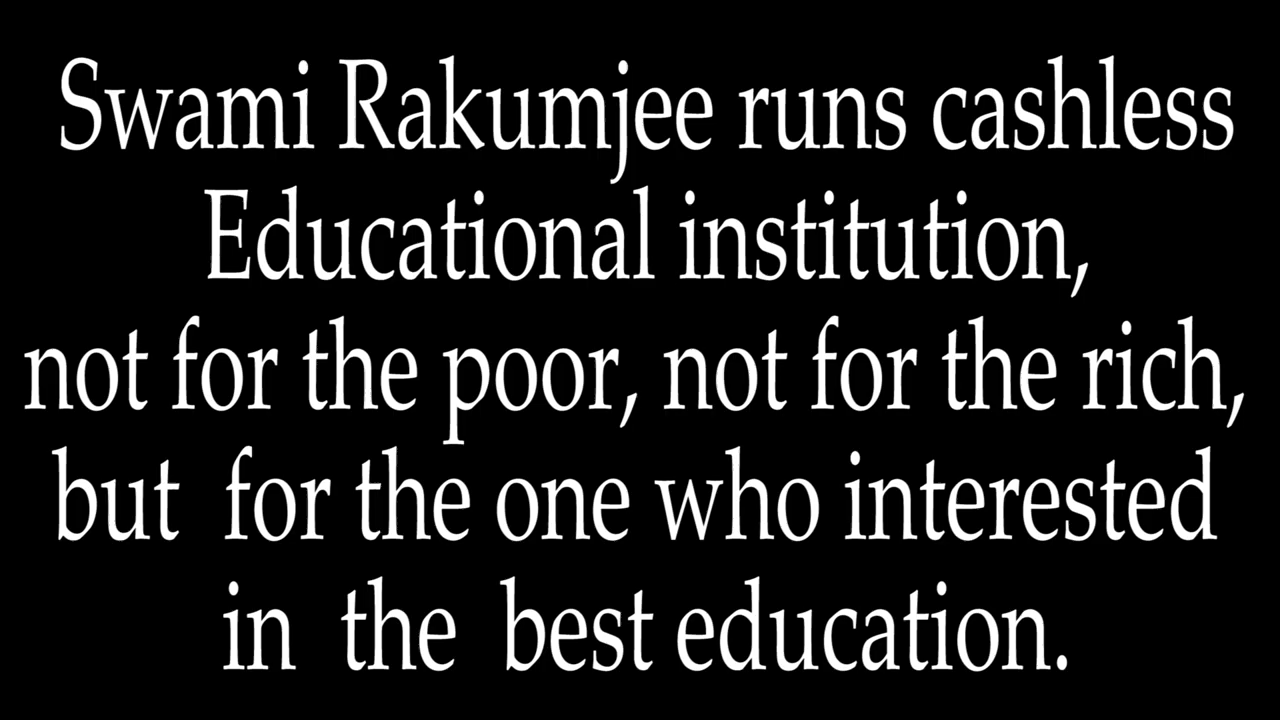 Swami Rakumjee runs cashless
Educational institution,
not for the poor, not for the rich,
but for the one who interested
in the best education.